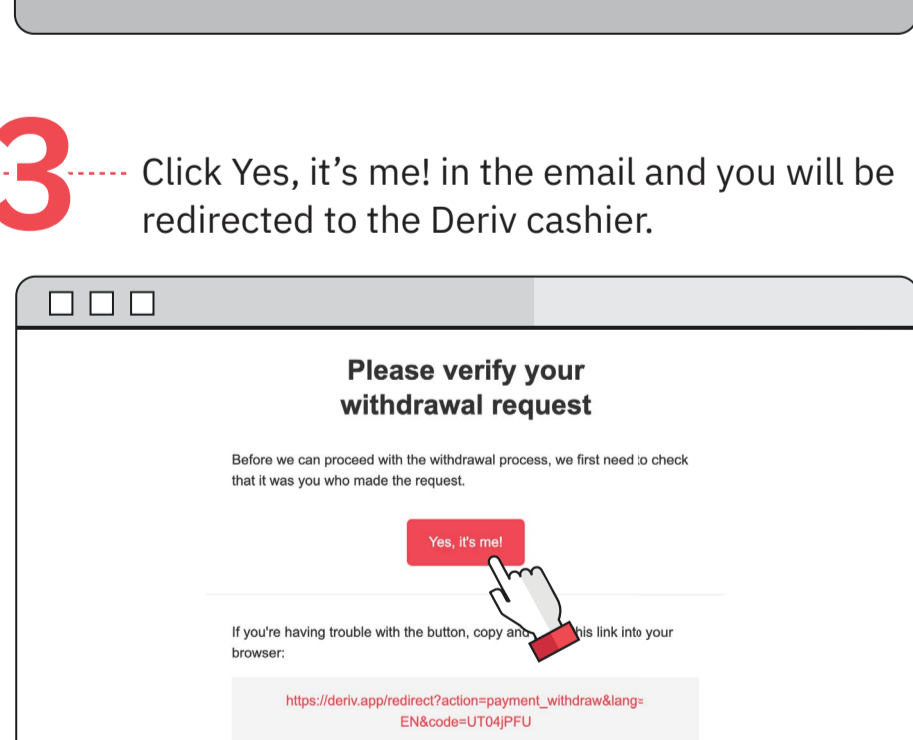 3
Click Yes, it’s me! in the email and you will be
redirected to the Deriv cashier.
Please verify your
withdrawal request
Before we can proceed with the withdrawal process, we first need to check
that it was you who made the request.
Yes, it's me!
If you're having trouble with the button, copy and his link into your
browser:
https://deriv.app/redirect?action=payment_withdraw&lang=
EN&code=UT04jPFU